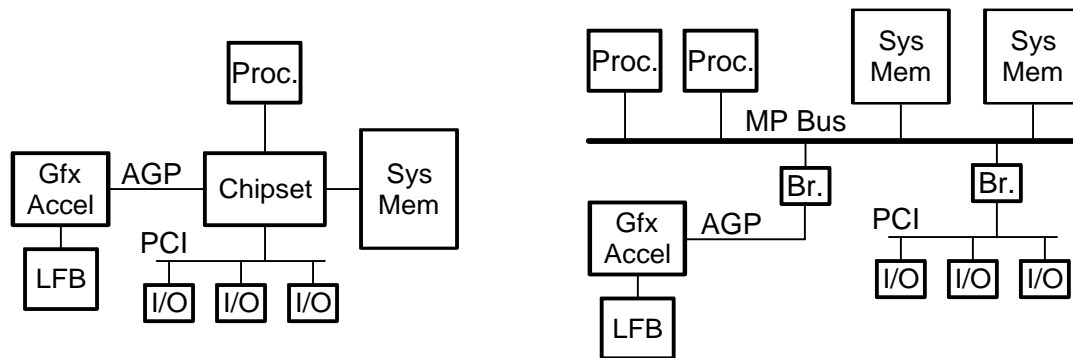 Proc.
Gfx
Accel
AGP
Chipset
Sys
Mem
PCI
LFB
I/O
I/O
I/O
Proc.
Proc.
Sys
Mem
Sys
Mem
MP Bus
Br.
Br.
Gfx
Accel
AGP
PCI
I/O
I/O
I/O
LFB